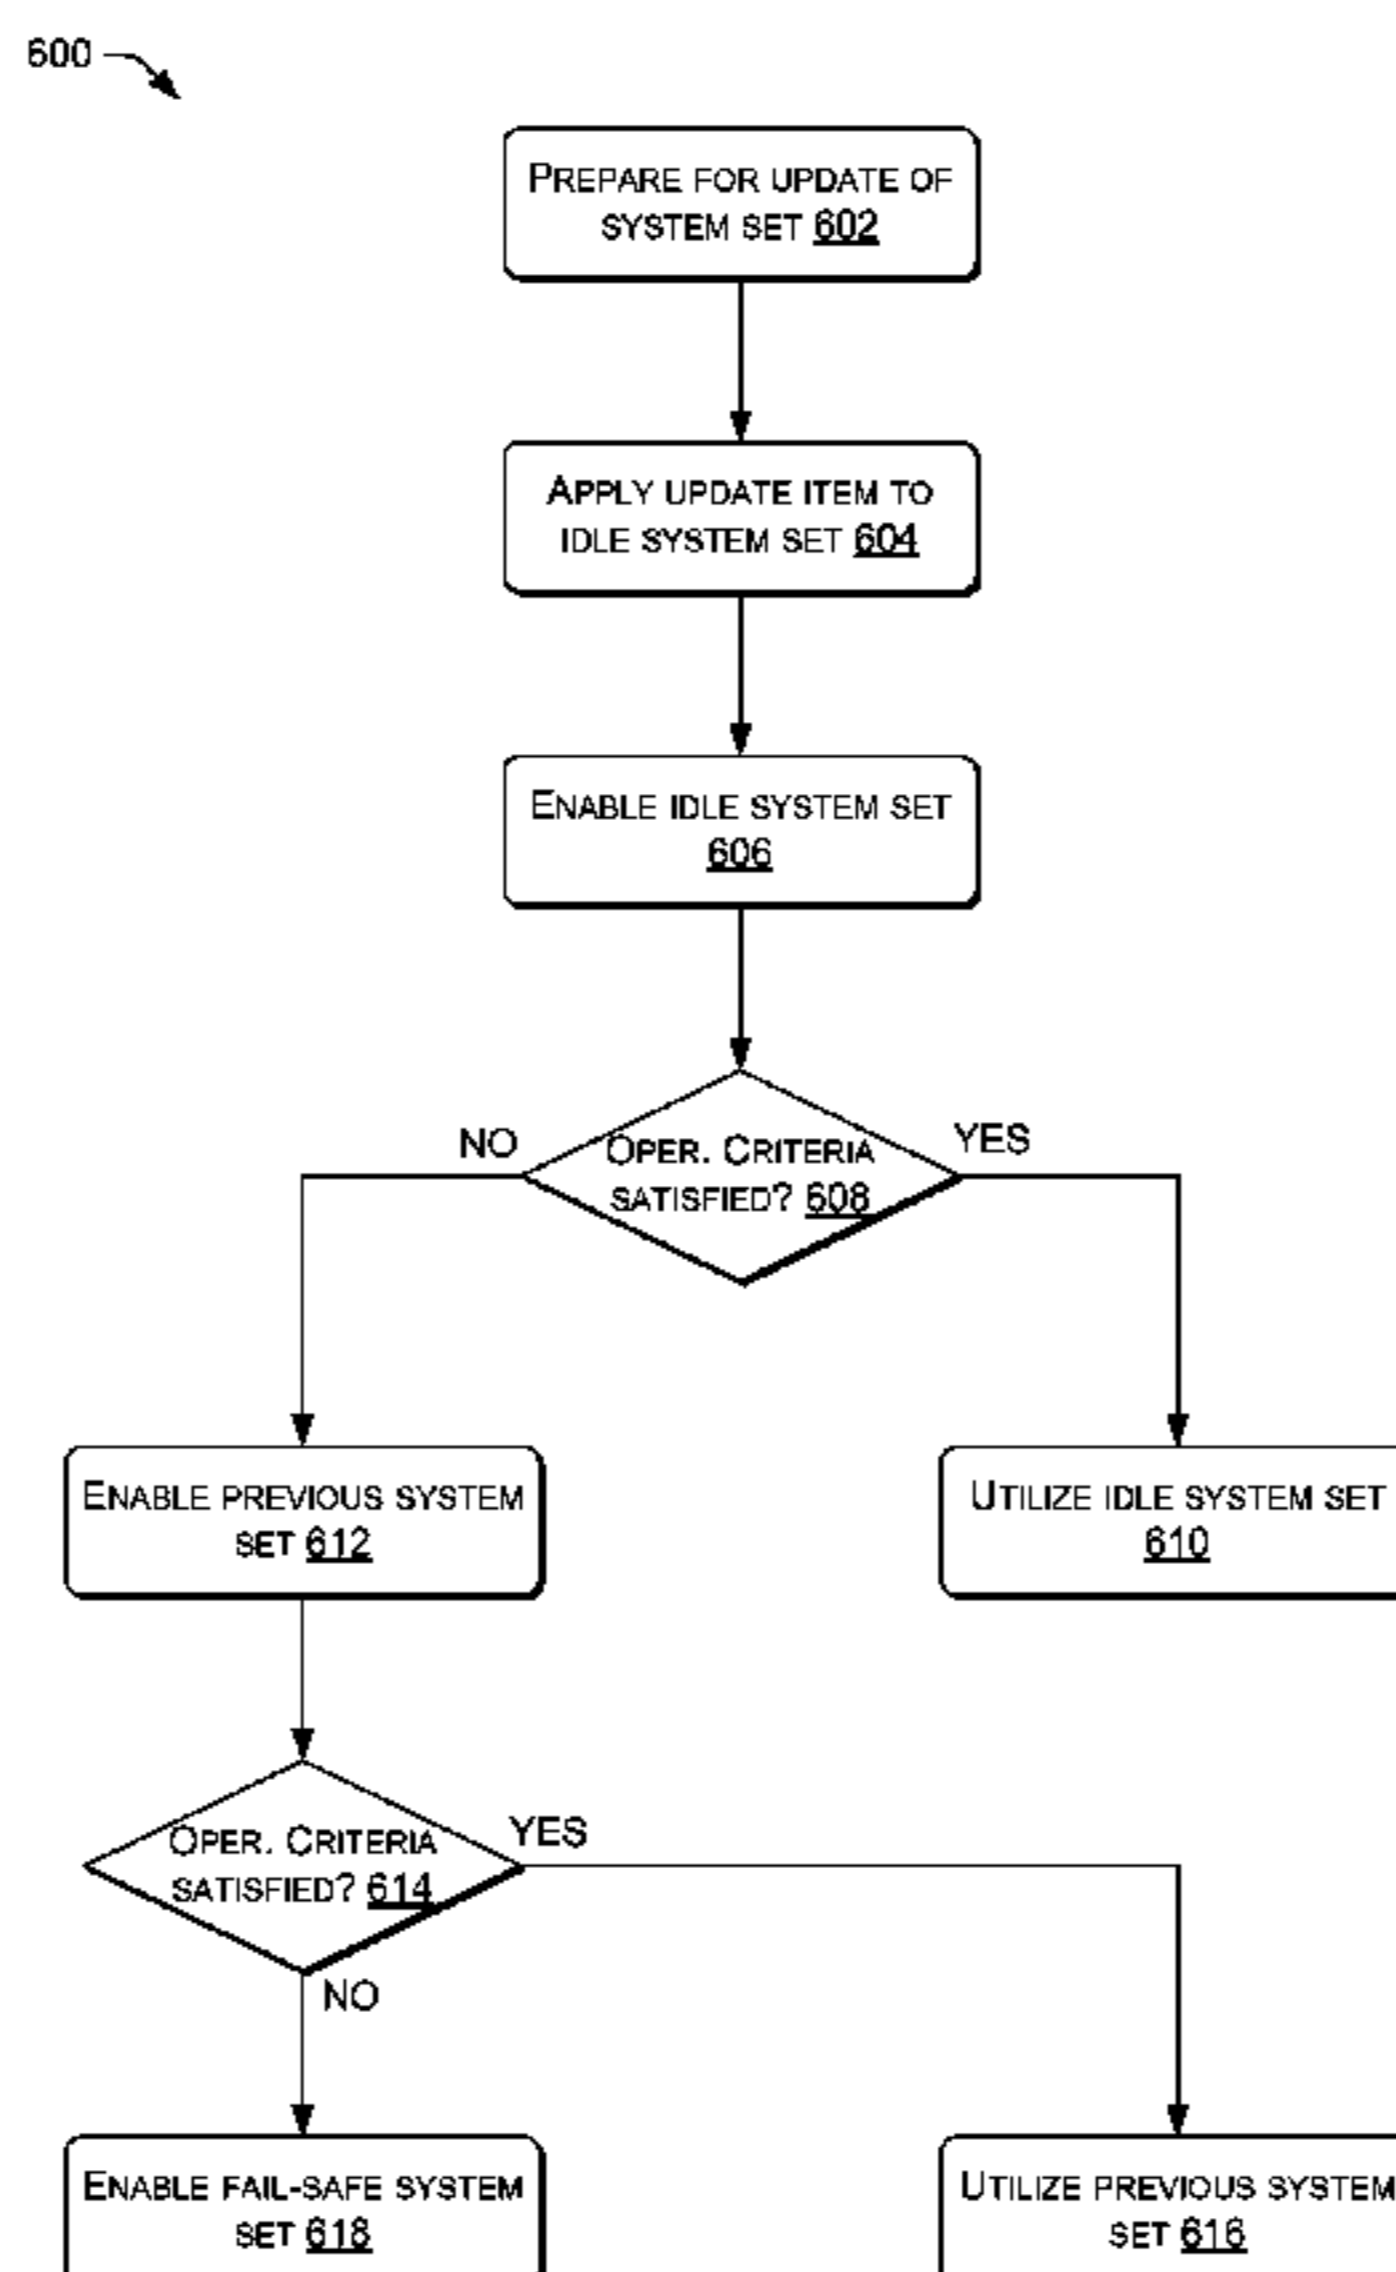 600
PREPARE FOR UPDATE OF
SYSTEM SET 602
APPLY UPDATE ITEM TO
IDLE SYSTEM SET 604
ENABLE IDLE SYSTEM SET
606
NO
OPER. CRITERIA
SATISFIED? 608
YES
ENABLE PREVIOUS SYSTEM
SET 612
UTILIZE IDLE SYSTEM SET
610
OPER. CRITERIA
SATISFIED? 614
YES
NO
ENABLE FAIL-SAFE SYSTEM
SET 618
UTILIZE PREVIOUS SYSTEM
SET 616